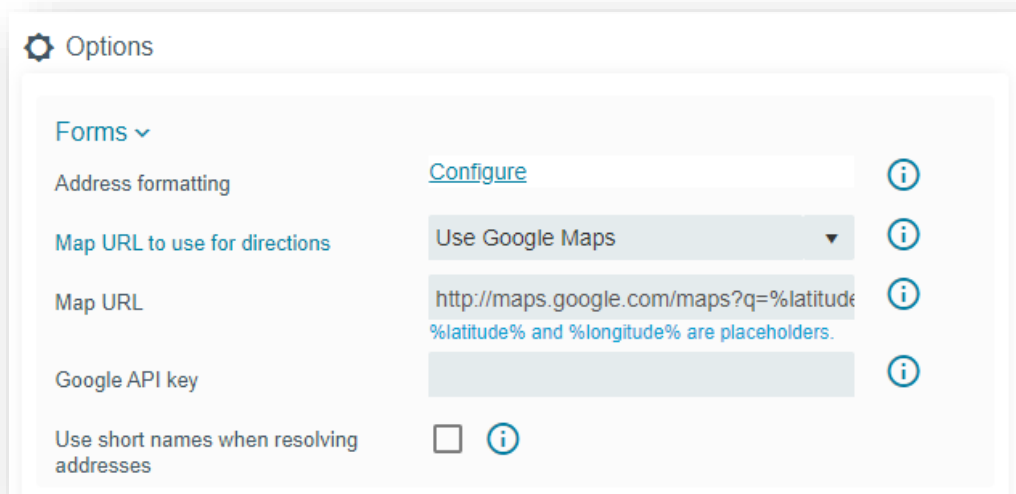 Options
Forms
Address formatting
Configure
Map URL to use for directions
Use Google Maps
Map URL
http://maps.google.com/maps?q=%latitude
%latitude% and %longitude% are placeholders.
Google API key
Use short names when resolving
addresses